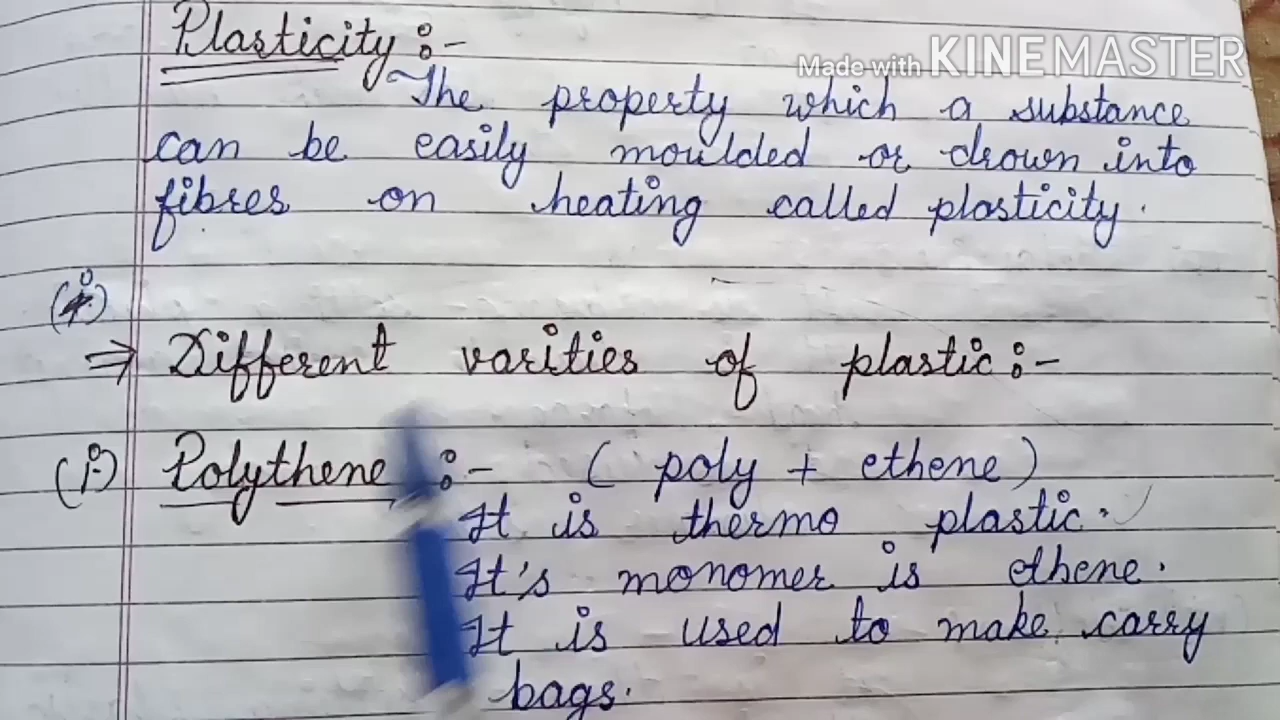 Plasticity :-
Made with KINEMASTER
The property which a substance
can be easily moulded or drown into
fibres on heating called plasticity.
⇒ Different varities of plastic :-
(i) Polythene :- ( poly + ethene )
It is thermo plastic.
It's monomer is ethene.
It is used to make carry
bags.